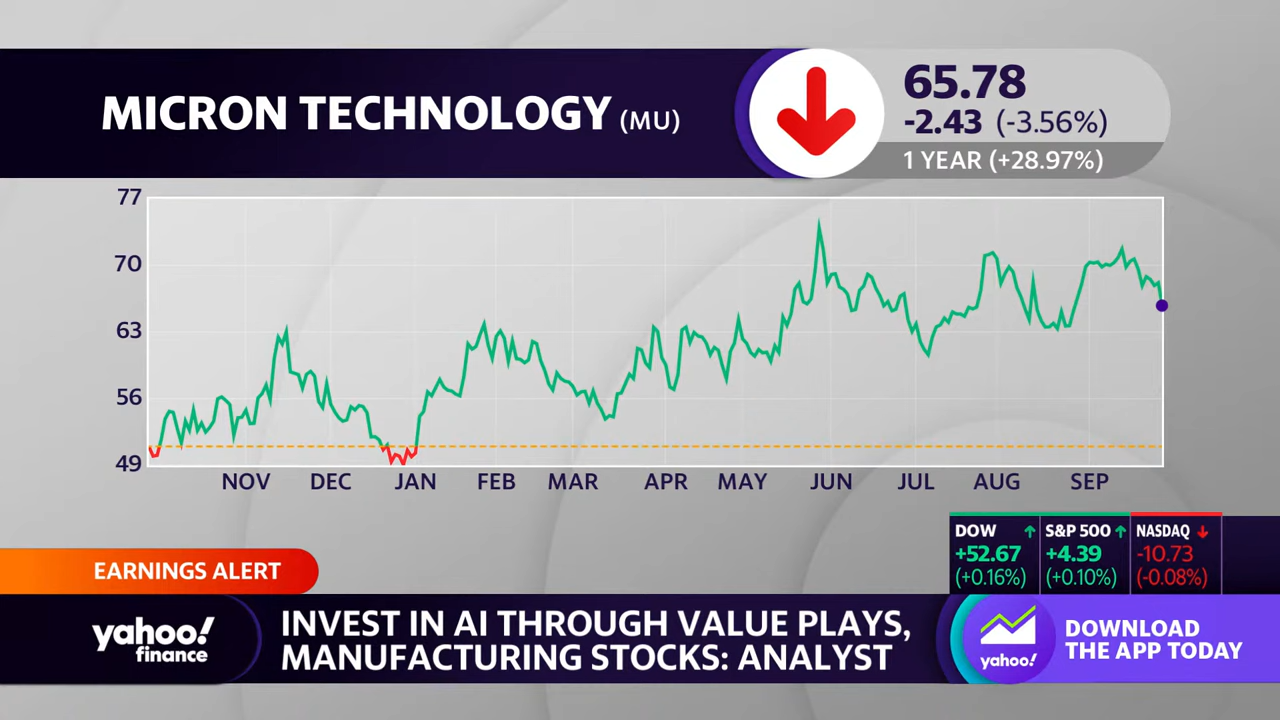 MICRON TECHNOLOGY (MU)
65.78
-2.43 (-3.56%)
1 YEAR (+28.97%)
77
70
63
56
49
NOV DEC JAN FEB MAR APR MAY JUN JUL AUG SEP
DOW
+52.67
(+0.16%)
S&P 500
+4.39
(+0.10%)
NASDAQ
-10.73
(-0.08%)
EARNINGS ALERT
yahoo!
finance
INVEST IN AI THROUGH VALUE PLAYS,
MANUFACTURING STOCKS: ANALYST
yahoo!
DOWNLOAD
THE APP TODAY